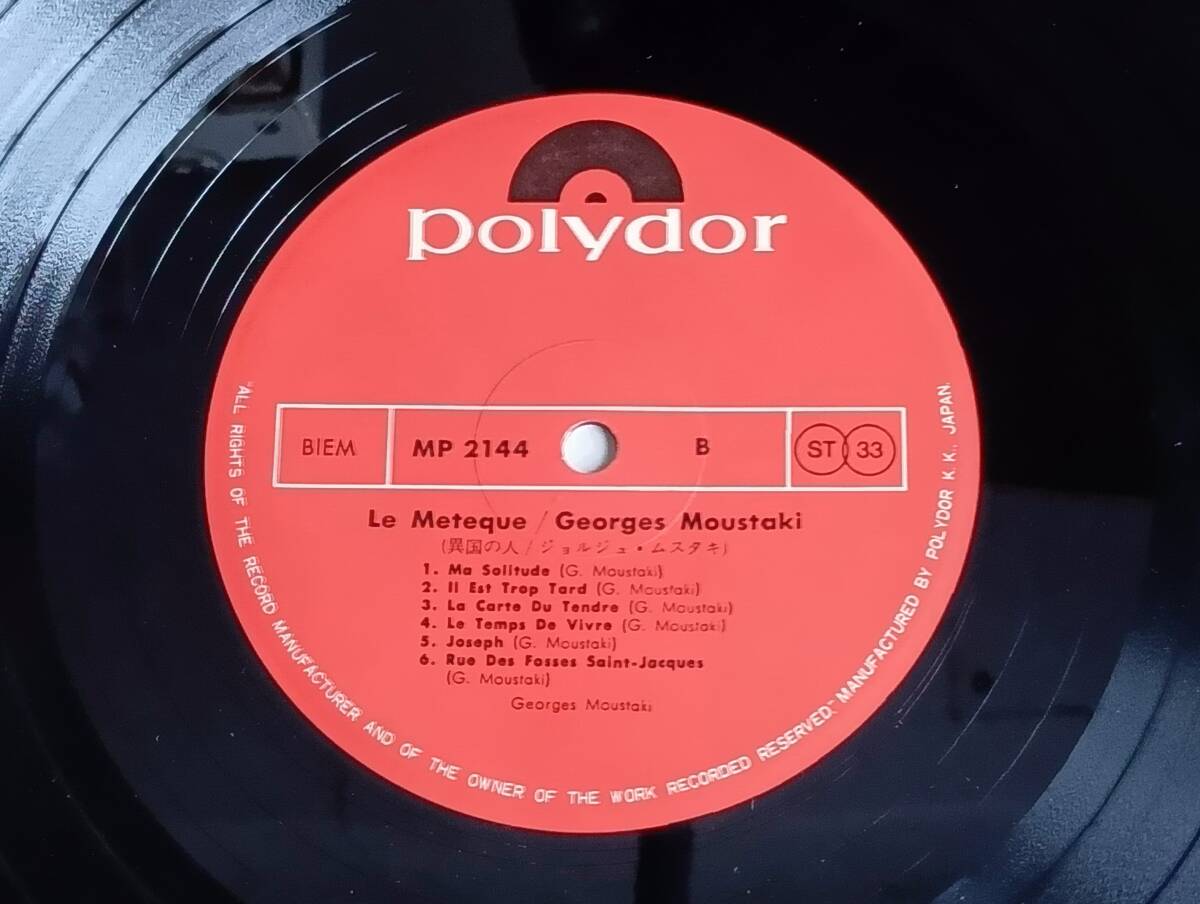 polydor
BIEM
MP 2144
B
ST 33
Le Meteque / Georges Moustaki
(異国の人 / ジョルジュ・ムスタキ)
1. Ma Solitude (G. Moustaki)
2. Il Est Trop Tard (G. Moustaki)
3. La Carte Du Tendre (G. Moustaki)
4. Le Temps De Vivre (G. Moustaki)
5. Joseph (G. Moustaki)
6. Rue Des Fosses Saint-Jacques
(G. Moustaki)
Georges Moustaki
"ALL RIGHTS OF THE RECORD MANUFACTURER AND OF THE OWNER OF THE WORK RECORDED RESERVED" MANUFACTURED BY POLYDOR K. K., JAPAN.